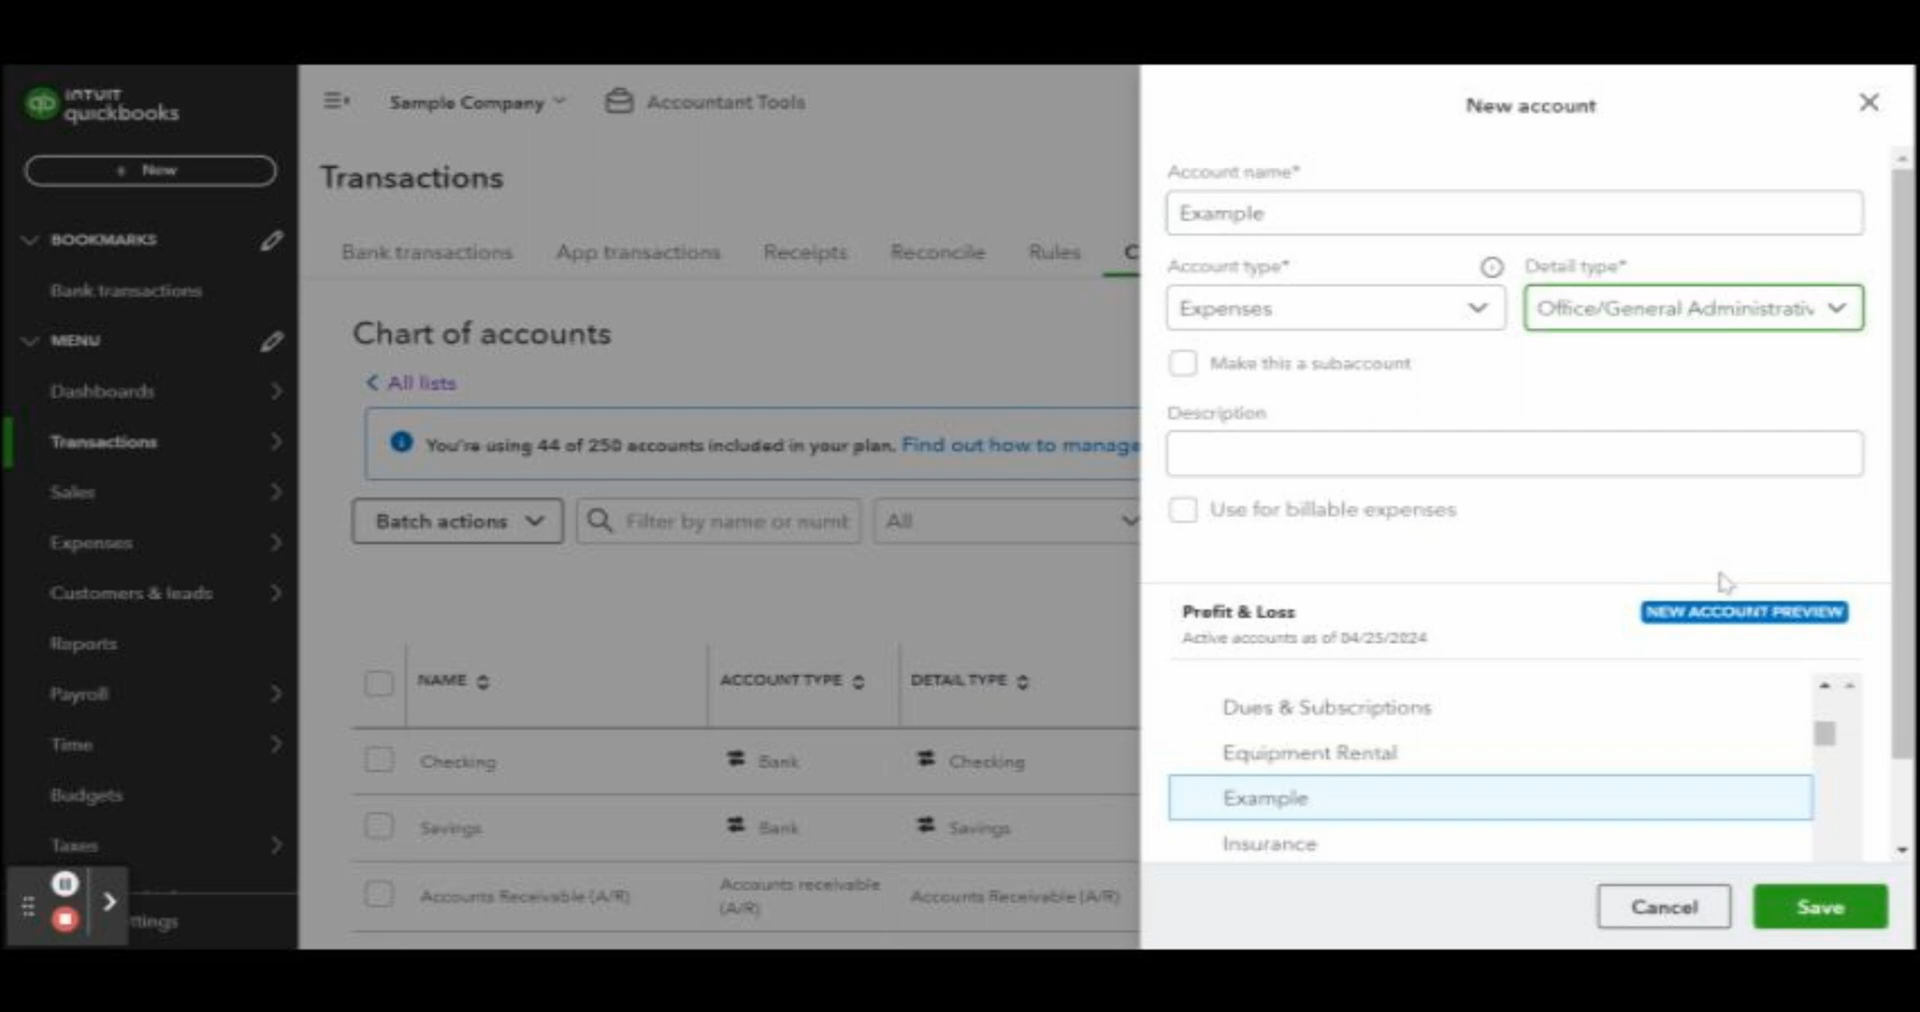 INTUIT
quickbooks
+ New
BOOKMARKS
Bank transactions
MENU
Dashboards
Transactions
Sales
Expenses
Customers & leads
Reports
Payroll
Time
Budgets
Taxes
ttings
Sample Company
Accountant Tools
Transactions
Bank transactions App transactions Receipts Reconcile Rules C
Chart of accounts
All lists
You're using 44 of 250 accounts included in your plan. Find out how to manage
Batch actions
Filter by name or numb
All
NAME ACCOUNT TYPE DETAIL TYPE
Checking Bank Checking
Savings Bank Savings
Accounts Receivable (A/R) Accounts receivable (A/R) Accounts Receivable (A/R)
New account
Account name*
Example
Account type* Detail type*
Expenses Office/General Administrativ
Make this a subaccount
Description
Use for billable expenses
Profit & Loss
NEW ACCOUNT PREVIEW
Active accounts as of 04/25/2024
Dues & Subscriptions
Equipment Rental
Example
Insurance
Cancel Save